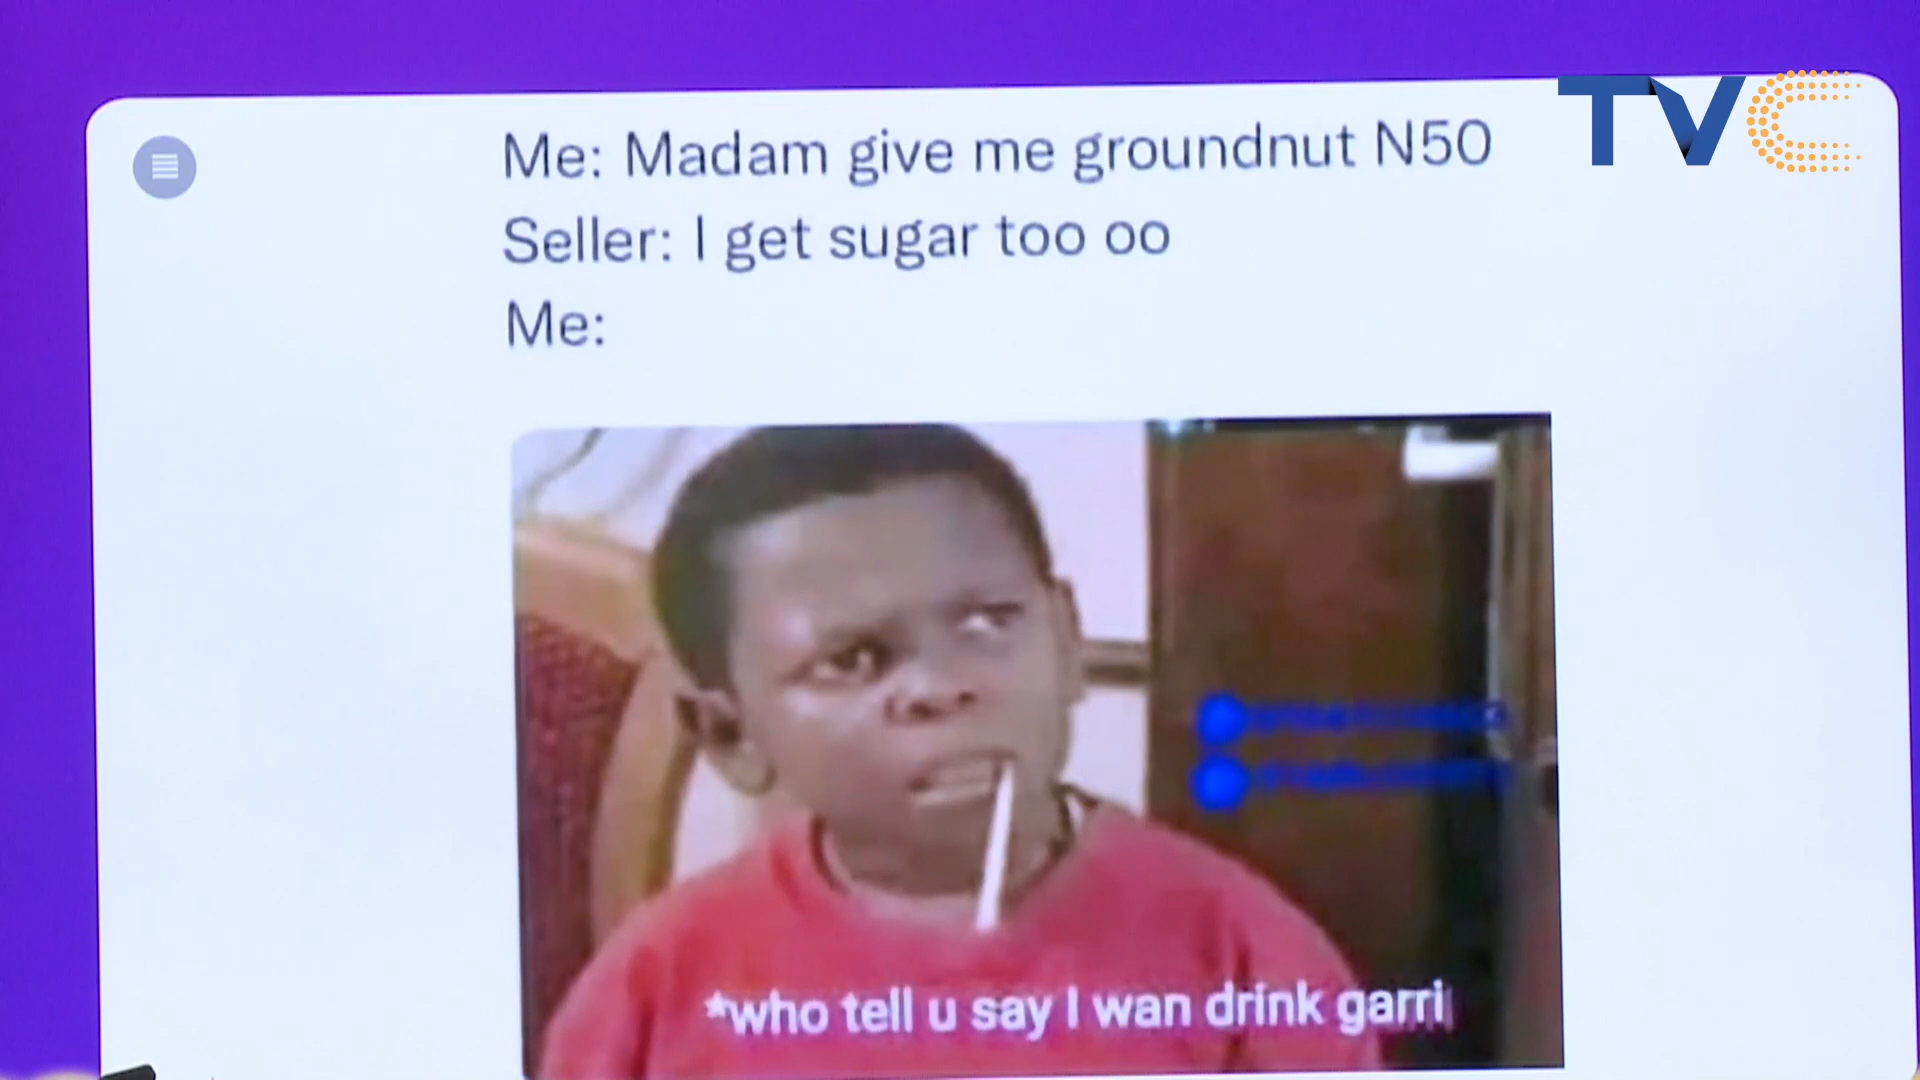 TVC
Me: Madam give me groundnut N50
Seller: I get sugar too oo
Me:
*who tell u say I wan drink garri